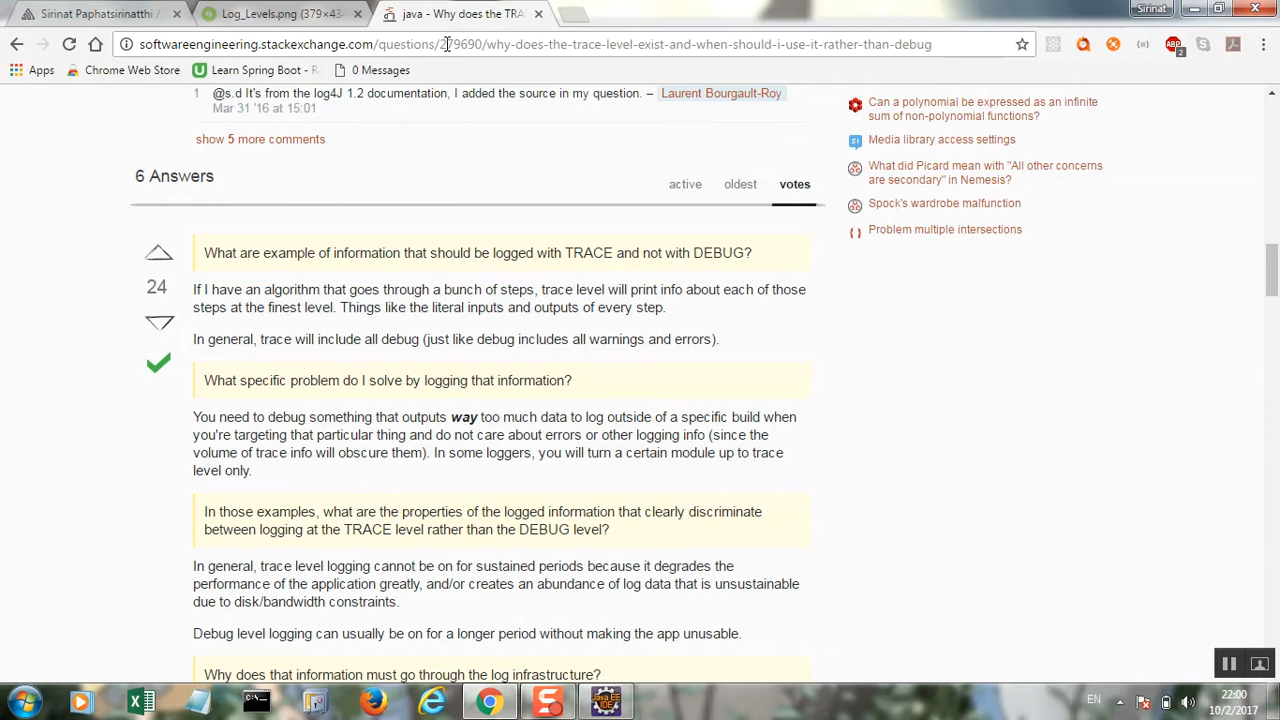 Sirinat Paphatsirinatthi /
Log_Levels.png (379×43
java - Why does the TRA
Sirinat
softwareengineering.stackexchange.com/questions/279690/why-does-the-trace-level-exist-and-when-should-i-use-it-rather-than-debug
2
Apps
Chrome Web Store
Learn Spring Boot - R
0 Messages
1
@s.d It's from the log4J 1.2 documentation, I added the source in my question. – Laurent Bourgault-Roy
Mar 31 '16 at 15:01
show 5 more comments
6 Answers
active
oldest
votes
What are example of information that should be logged with TRACE and not with DEBUG?
24
If I have an algorithm that goes through a bunch of steps, trace level will print info about each of those
steps at the finest level. Things like the literal inputs and outputs of every step.
In general, trace will include all debug (just like debug includes all warnings and errors).
What specific problem do I solve by logging that information?
You need to debug something that outputs way too much data to log outside of a specific build when
you're targeting that particular thing and do not care about errors or other logging info (since the
volume of trace info will obscure them). In some loggers, you will turn a certain module up to trace
level only.
In those examples, what are the properties of the logged information that clearly discriminate
between logging at the TRACE level rather than the DEBUG level?
In general, trace level logging cannot be on for sustained periods because it degrades the
performance of the application greatly, and/or creates an abundance of log data that is unsustainable
due to disk/bandwidth constraints.
Debug level logging can usually be on for a longer period without making the app unusable.
Why does that information must go through the log infrastructure?
Can a polynomial be expressed as an infinite
sum of non-polynomial functions?
Media library access settings
What did Picard mean with "All other concerns
are secondary" in Nemesis?
Spock's wardrobe malfunction
Problem multiple intersections
EN
22:00
10/2/2017